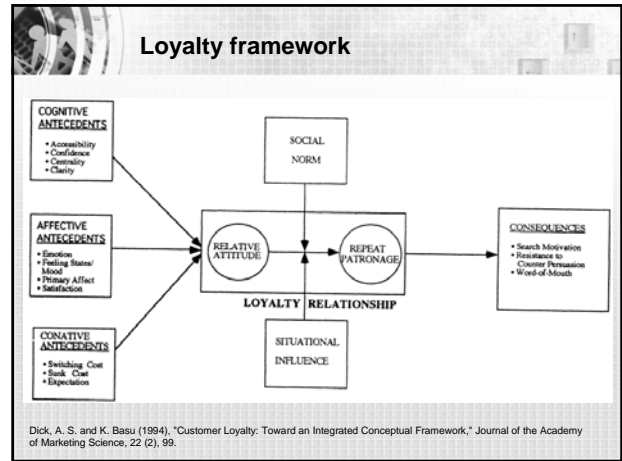 Loyalty framework
COGNITIVE
ANTECEDENTS
• Accessibility
• Confidence
• Centrality
• Clarity
SOCIAL
NORM
AFFECTIVE
ANTECEDENTS
• Emotion
• Feeling States/
Mood
• Primary Affect
• Satisfaction
RELATIVE
ATTITUDE
REPEAT
PATRONAGE
LOYALTY RELATIONSHIP
CONSEQUENCES
• Search Motivation
• Resistance to
Counter Persuasion
• Word-of-Mouth
CONATIVE
ANTECEDENTS
• Switching Cost
• Sunk Cost
• Expectation
SITUATIONAL
INFLUENCE
Dick, A. S. and K. Basu (1994), "Customer Loyalty: Toward an Integrated Conceptual Framework," Journal of the Academy
of Marketing Science, 22 (2), 99.